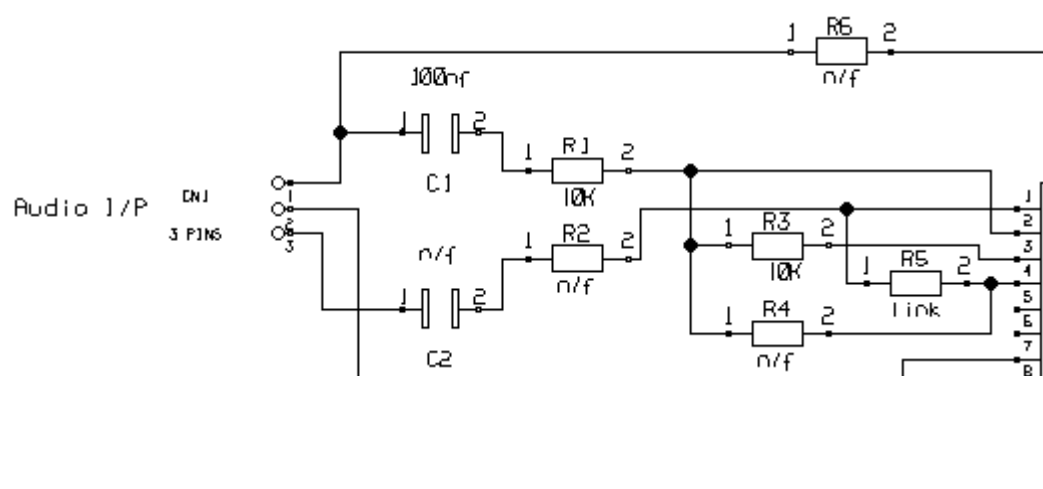 1 R6 2
n/f
100nf
1 2
C1
1 R1 2
10K
Audio I/P
CN1
3 PINS
1
2
3
n/f
1 2
C2
1 R2 2
n/f
1 R3 2
10K
1 R4 2
n/f
1 R5 2
link
1
2
3
4
5
6
7
8